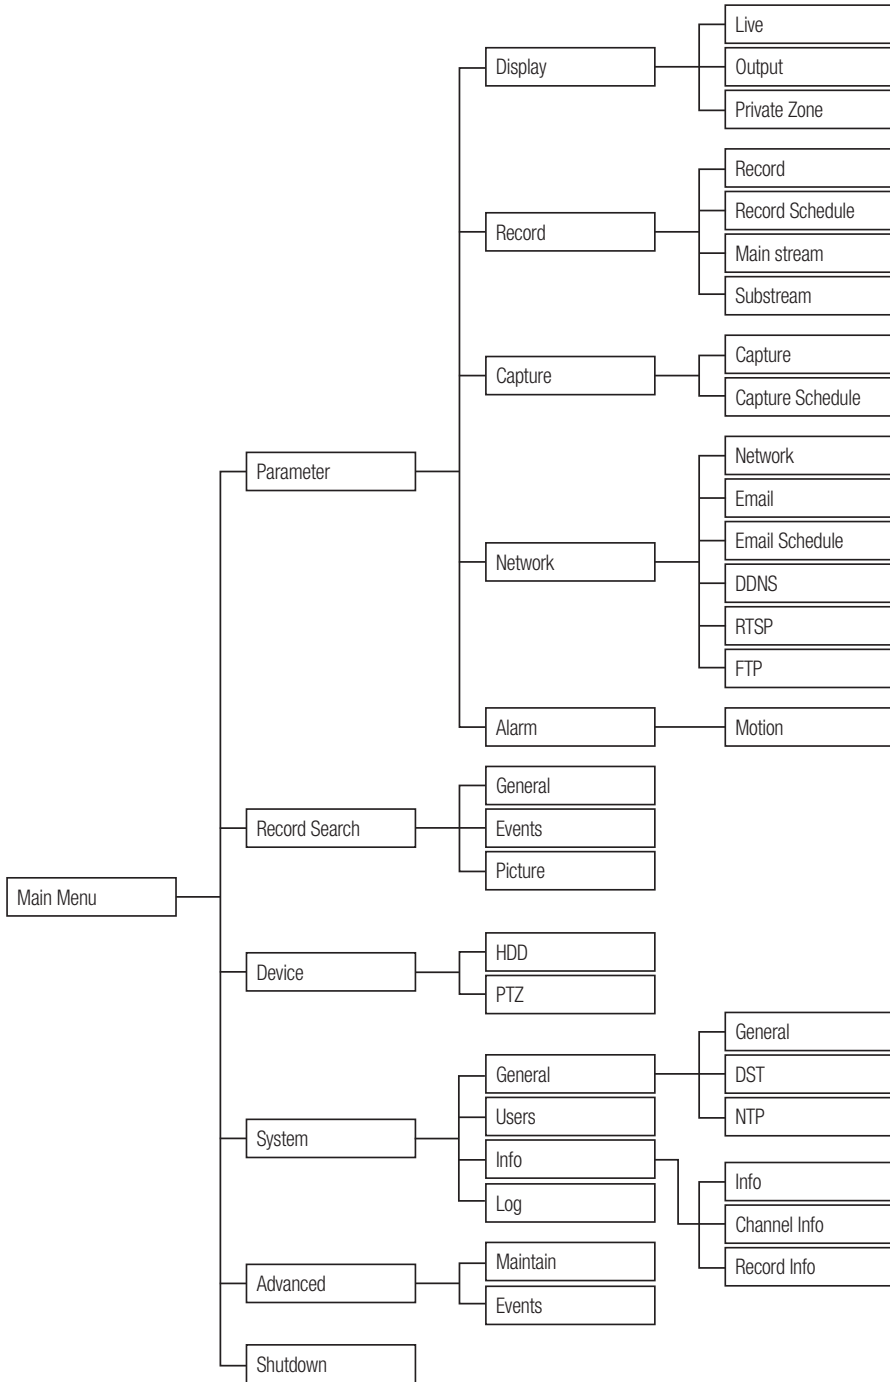 Main Menu
Parameter
Display
Live
Output
Private Zone
Record
Record
Record Schedule
Main stream
Substream
Capture
Capture
Capture Schedule
Network
Network
Email
Email Schedule
DDNS
RTSP
FTP
Alarm
Motion
Record Search
General
Events
Picture
Device
HDD
PTZ
System
General
General
DST
NTP
Users
Info
Info
Channel Info
Record Info
Log
Advanced
Maintain
Events
Shutdown